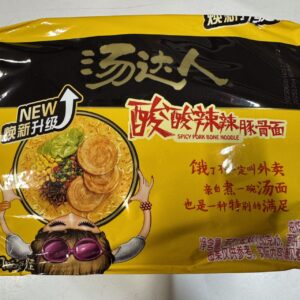 焕新升级
汤达人
NEW
焕新升级
酸酸辣辣豚骨面
SPICY PORK BONE NOODLE
饿了不一定叫外卖
亲自煮一碗汤面
也是一种特别的满足